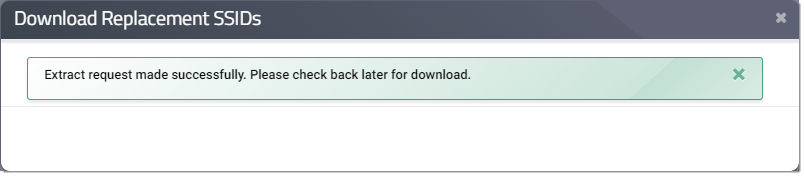 Download Replacement SSIDs
Extract request made successfully. Please check back later for download.